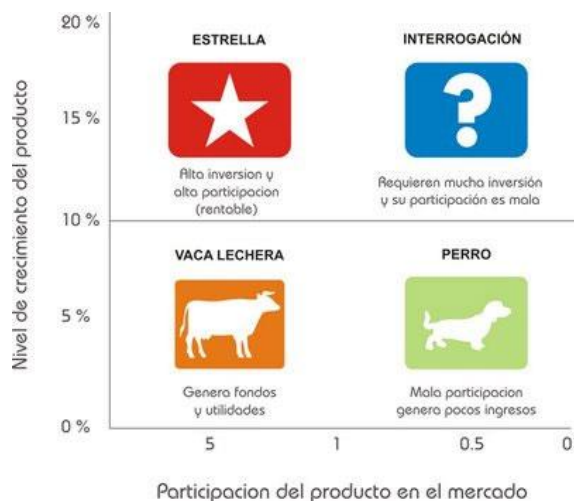 20 %
15 %
10 %
5 %
0 %
Nivel de crecimiento del producto
ESTRELLA
Alta inversion y
alta participacion
(rentable)
INTERROGACIÓN
?
Requieren mucha inversión
y su participación es mala
VACA LECHERA
Genera fondos
y utilidades
PERRO
Mala participacion
genera pocos ingresos
5
1
0.5
0
Participacion del producto en el mercado